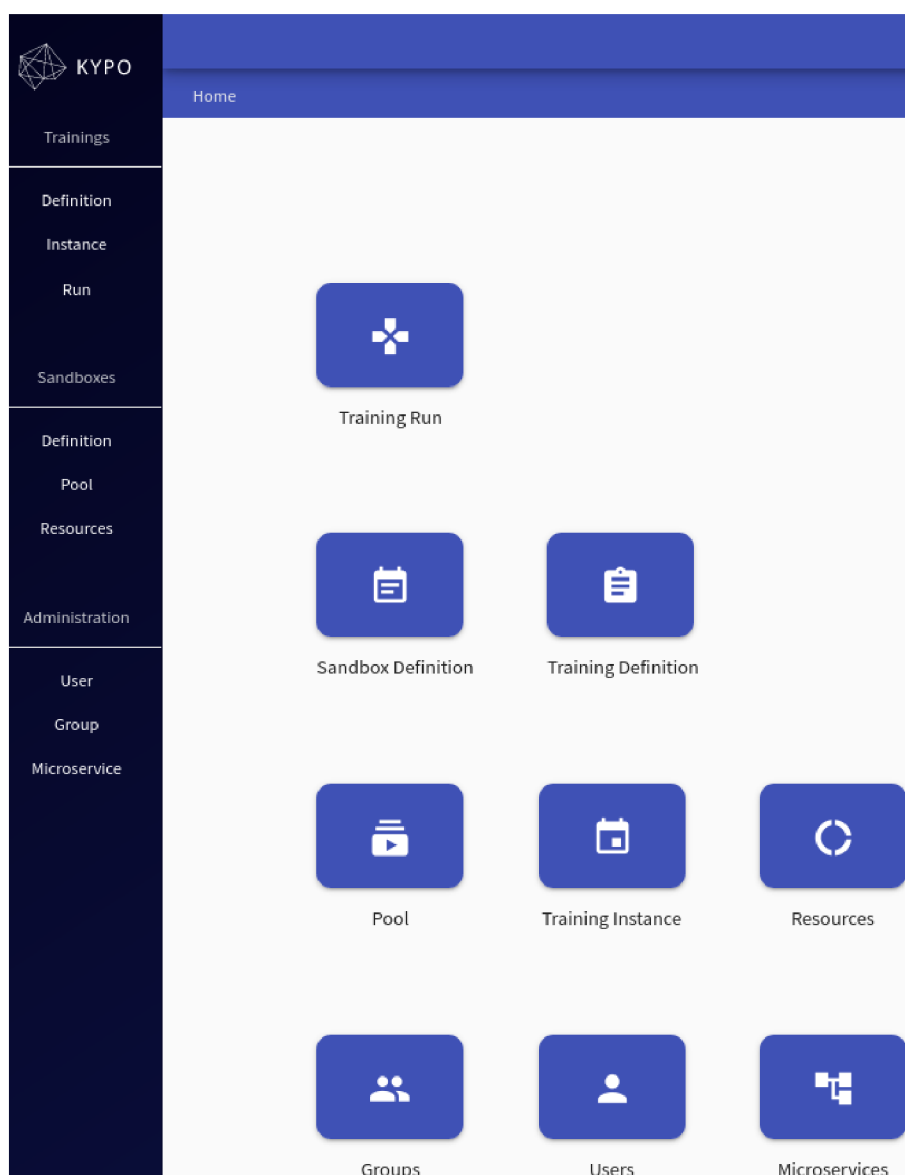 KYPO
Home
Trainings
Definition
Instance
Run
Sandboxes
Definition
Pool
Resources
Administration
User
Group
Microservice
Training Run
Sandbox Definition
Training Definition
Pool
Training Instance
Resources
Groups
Users
Microservices